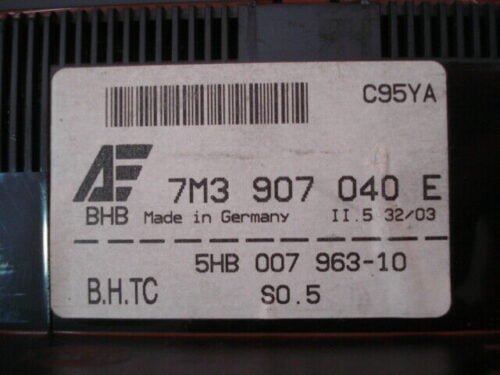 C95YA
AF
7M3 907 040 E
BHB Made in Germany II.5 32/03
5HB 007 963-10
B.H.TC S0.5